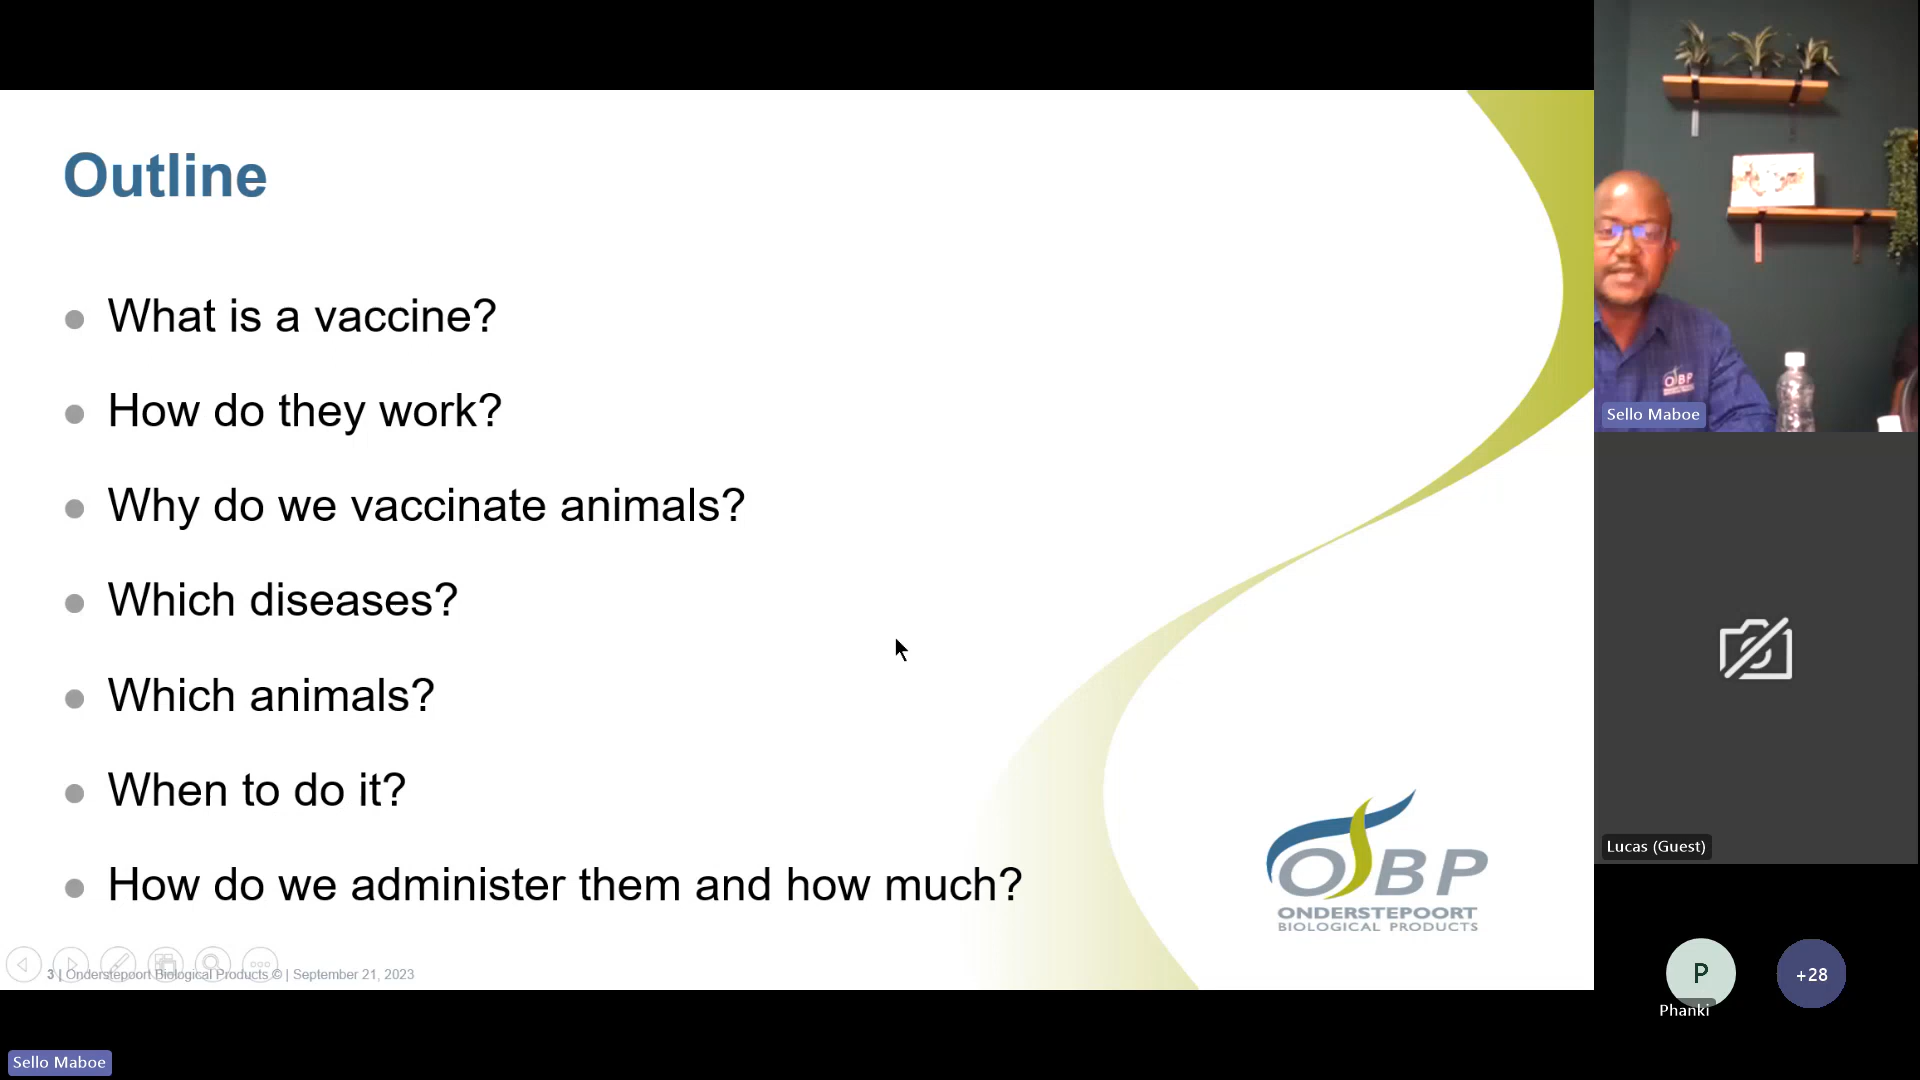 Outline
What is a vaccine?
How do they work?
Why do we vaccinate animals?
Which diseases?
Which animals?
When to do it?
How do we administer them and how much?
OBP
ONDERSTEPOORT
BIOLOGICAL PRODUCTS
3 | Onderstepoort Biological Products © | September 21, 2023
Sello Maboe
OBP
Sello Maboe
Lucas (Guest)
P
Phanki
+28